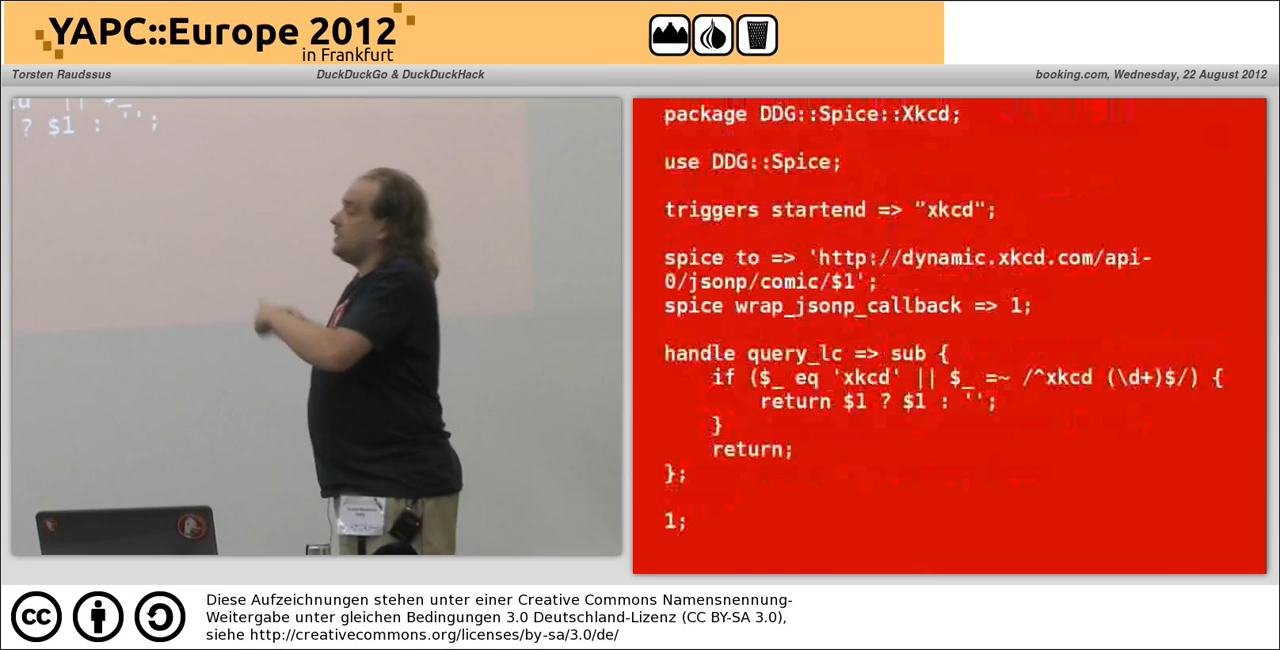 YAPC::Europe 2012
in Frankfurt
Torsten Raudssus
DuckDuckGo & DuckDuckHack
booking.com, Wednesday, 22 August 2012
? $1 : '';
package DDG::Spice::Xkcd;
use DDG::Spice;
triggers startend => "xkcd";
spice to => 'http://dynamic.xkcd.com/api-
0/jsonp/comic/$1';
spice wrap_jsonp_callback => 1;
handle query_lc => sub {
if ($_ eq 'xkcd' || $_ =~ /^xkcd (\d+)$/) {
return $1 ? $1 : '';
}
return;
};
1;
cc
Diese Aufzeichnungen stehen unter einer Creative Commons Namensnennung-
Weitergabe unter gleichen Bedingungen 3.0 Deutschland-Lizenz (CC BY-SA 3.0),
siehe http://creativecommons.org/licenses/by-sa/3.0/de/